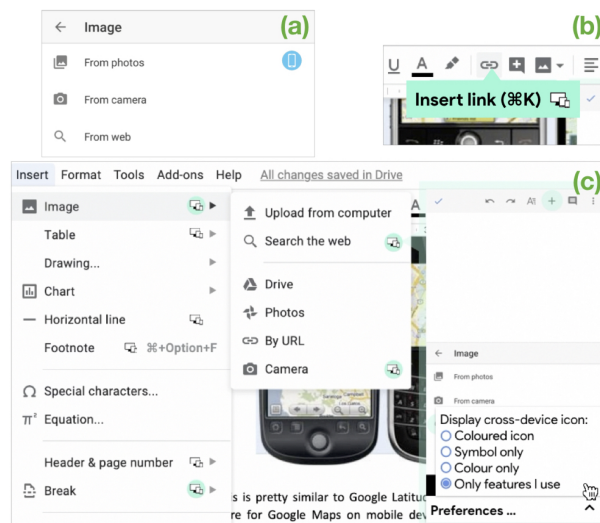 (a)
Image
From photos
From camera
From web
(b)
U A
Insert link (⌘K)
(c)
Insert Format Tools Add-ons Help All changes saved in Drive
Image
Table
Drawing...
Chart
Horizontal line
Footnote ⌘+Option+F
Ω Special characters...
π² Equation...
Header & page number
Break
A
Upload from computer
Search the web
Drive
Photos
By URL
Camera
Image
From photos
From camera
Display cross-device icon:
Coloured icon
Symbol only
Colour only
Only features I use
Preferences ...
s is pretty similar to Google Latitud
re for Google Maps on mobile dev